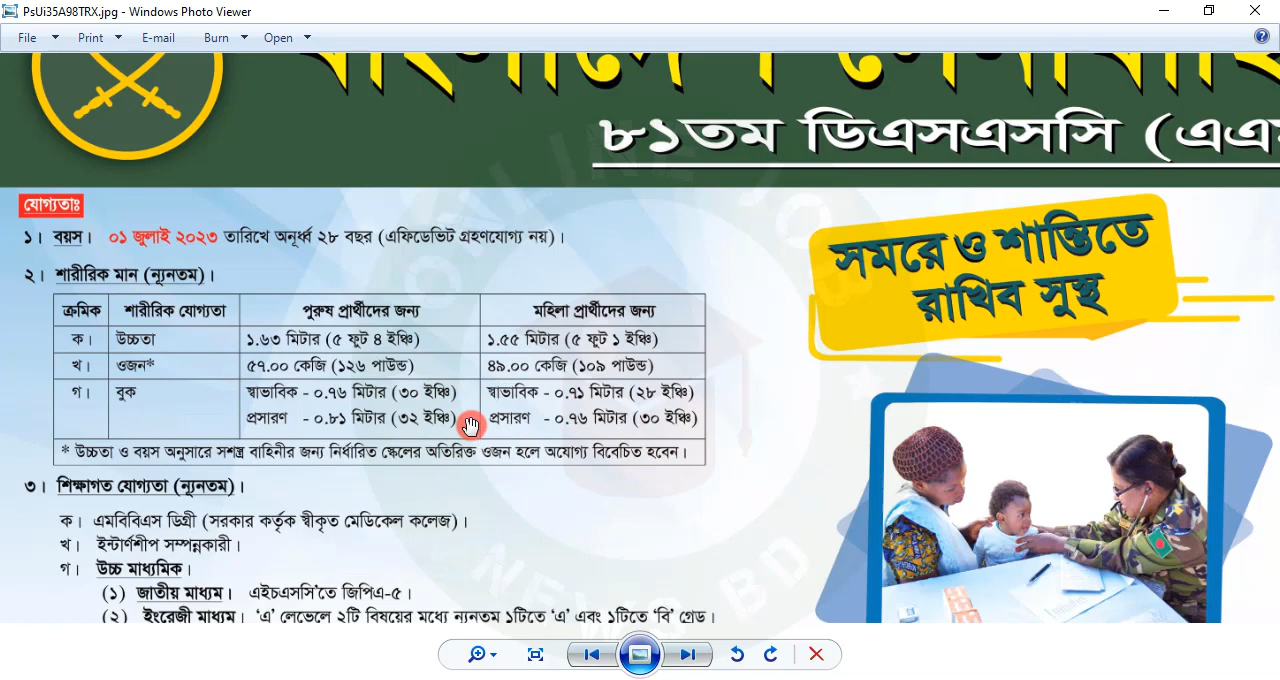 PsUi35A98TRX.jpg - Windows Photo Viewer
File Print E-mail Burn Open
৮১তম ডিএসএসসি (এএ
যোগ্যতাঃ
১। বয়স। ০১ জুলাই ২০২৩ তারিখে অনূর্ধ্ব ২৮ বছর (এফিডেভিট গ্রহণযোগ্য নয়)।
২। শারীরিক মান (ন্যূনতম)।
ক্রমিক শারীরিক যোগ্যতা পুরুষ প্রার্থীদের জন্য মহিলা প্রার্থীদের জন্য
ক। উচ্চতা ১.৬৩ মিটার (৫ ফুট ৪ ইঞ্চি) ১.৫৫ মিটার (৫ ফুট ১ ইঞ্চি)
খ। ওজন* ৫৭.০০ কেজি (১২৬ পাউন্ড) ৪৯.০০ কেজি (১০৯ পাউন্ড)
গ। বুক স্বাভাবিক - ০.৭৬ মিটার (৩০ ইঞ্চি) স্বাভাবিক - ০.৭১ মিটার (২৮ ইঞ্চি)
প্রসারণ - ০.৮১ মিটার (৩২ ইঞ্চি) প্রসারণ - ০.৭৬ মিটার (৩০ ইঞ্চি)
* উচ্চতা ও বয়স অনুসারে সশস্ত্র বাহিনীর জন্য নির্ধারিত স্কেলের অতিরিক্ত ওজন হলে অযোগ্য বিবেচিত হবেন।
৩। শিক্ষাগত যোগ্যতা (ন্যূনতম)।
ক। এমবিবিএস ডিগ্রী (সরকার কর্তৃক স্বীকৃত মেডিকেল কলেজ)।
খ। ইন্টার্ণশীপ সম্পন্নকারী।
গ। উচ্চ মাধ্যমিক।
(১) জাতীয় মাধ্যম। এইচএসসি'তে জিপিএ-৫।
(২) ইংরেজী মাধ্যম। ‘এ’ লেভেলে ২টি বিষয়ের মধ্যে ন্যূনতম ১টিতে ‘এ’ এবং ১টিতে ‘বি’ গ্রেড।
সমরে ও শান্তিতে
রাখিব সুস্থ
ONLINE JOB
NEWS BD